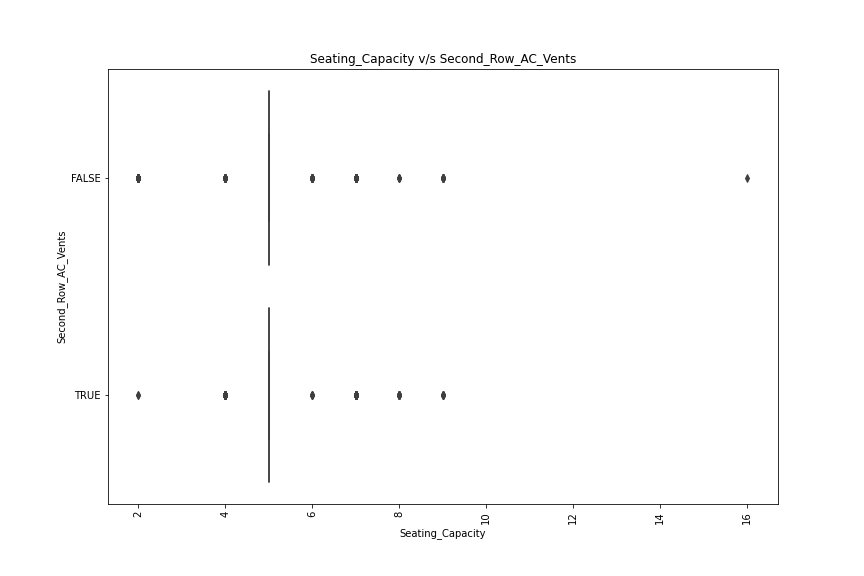 Seating_Capacity v/s Second_Row_AC_Vents
FALSE
TRUE
Second_Row_AC_Vents
2
4
6
8
10
12
14
16
Seating_Capacity